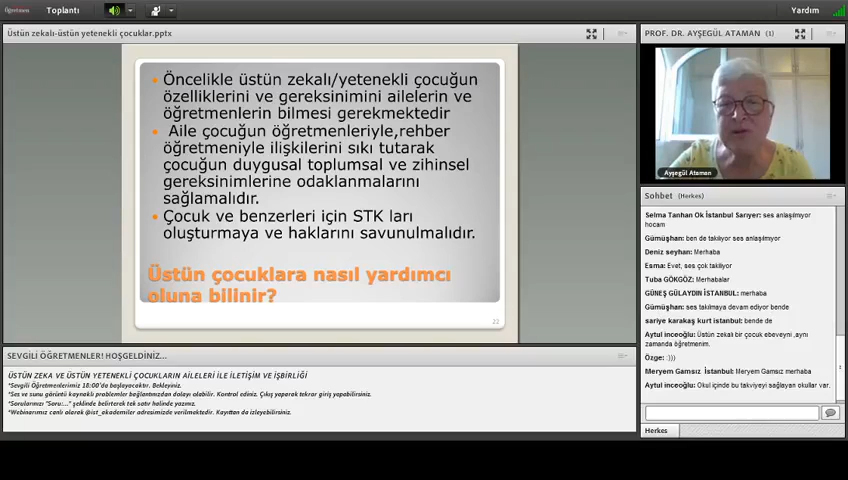 Öğretmen
Toplantı
Yardım
Üstün zekalı-üstün yetenekli çocuklar.pptx
Öncelikle üstün zekalı/yetenekli çocuğun
özelliklerini ve gereksinimini ailelerin ve
öğretmenlerin bilmesi gerekmektedir
Aile çocuğun öğretmenleriyle,rehber
öğretmeniyle ilişkilerini sıkı tutarak
çocuğun duygusal toplumsal ve zihinsel
gereksinimlerine odaklanmalarını
sağlamalıdır.
Çocuk ve benzerleri için STK ları
oluşturmaya ve haklarını savunulmalıdır.
Üstün çocuklara nasıl yardımcı
oluna bilinir?
22
SEVGİLİ ÖĞRETMENLER! HOŞGELDİNİZ...
ÜSTÜN ZEKA VE ÜSTÜN YETENEKLİ ÇOCUKLARIN AİLELERİ İLE İLETİŞİM VE İŞBİRLİĞİ
*Sevgili Öğretmenlerimiz 18:00'de başlayacaktır. Bekleyiniz.
*Ses ve sunu görüntü kaynaklı problemler bağlantınızdan dolayı olabilir. Kontrol ediniz. Çıkış yaparak tekrar giriş yapabilirsiniz.
*Sorularınızı "Soru:..." şeklinde belirterek tek satır halinde yazınız.
*Webinarımız canlı olarak @ist_akademiler adresimizde verilmektedir. Kayıttan da izleyebilirsiniz.
PROF. DR. AYŞEGÜL ATAMAN (1)
Ayşegül Ataman
Sohbet (Herkes)
Selma Tanhan Ok İstanbul Sarıyer: ses anlaşılmıyor
hocam
Gümüşhan: ben de takılıyor ses anlaşılmıyor
Deniz seyhan: Merhaba
Esma: Evet, ses çok takiliyor
Tuba GÖKGÖZ: Merhabalar
GÜNEŞ GÜLAYDIN İSTANBUL: merhaba
Gümüşhan: ses takılmaya devam ediyor bende
sariye karakaş kurt istanbul: bende de
Aytul inceoğlu: Üstün zekalı bir çocuk ebeveyni ,aynı
zamanda öğretmenim.
Özge: :)))
Meryem Gamsız İstanbul: Meryem Gamsız merhaba
Aytul inceoğlu: Okul içinde bu takviyeyi sağlayan okullar var.
Herkes